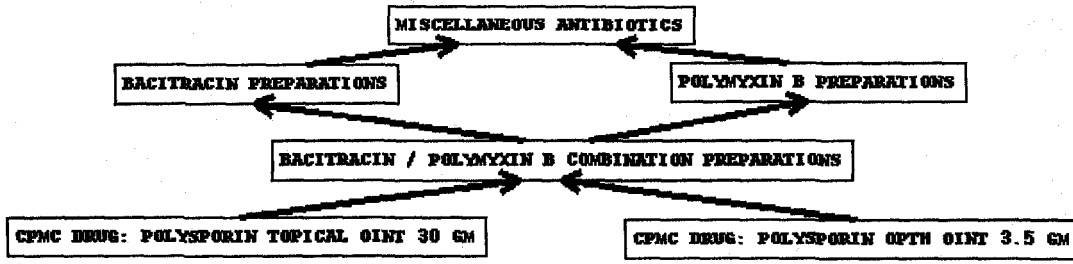 MISCELLANEOUS ANTIBIOTICS
BACITRACIN PREPARATIONS
POLYMYXIN B PREPARATIONS
BACITRACIN / POLYMYXIN B COMBINATION PREPARATIONS
CPMC DRUG: POLYSPORIN TOPICAL OINT 30 GM
CPMC DRUG: POLYSPORIN OPTH OINT 3.5 GM